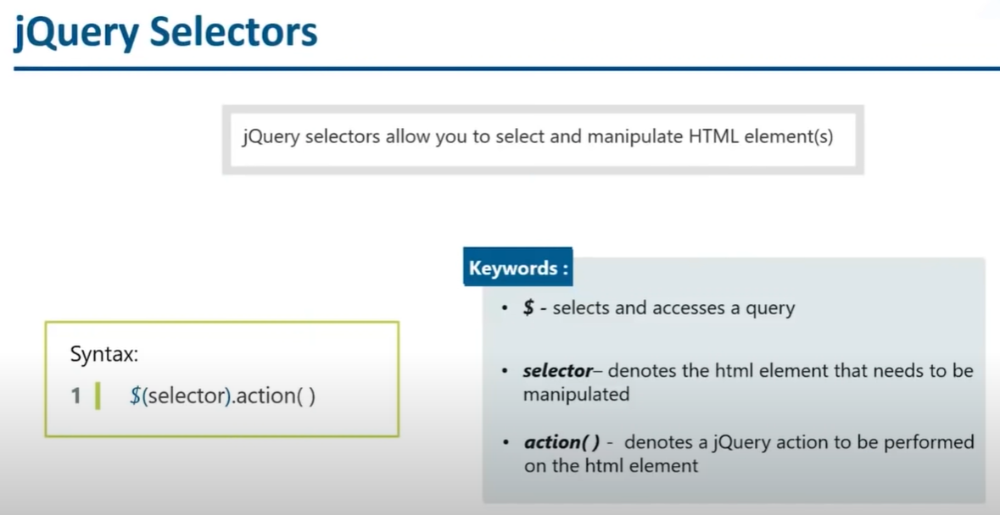 jQuery Selectors
jQuery selectors allow you to select and manipulate HTML element(s)
Syntax:
1 $(selector).action( )
Keywords :
• $ - selects and accesses a query
• selector– denotes the html element that needs to be
manipulated
• action( ) - denotes a jQuery action to be performed
on the html element